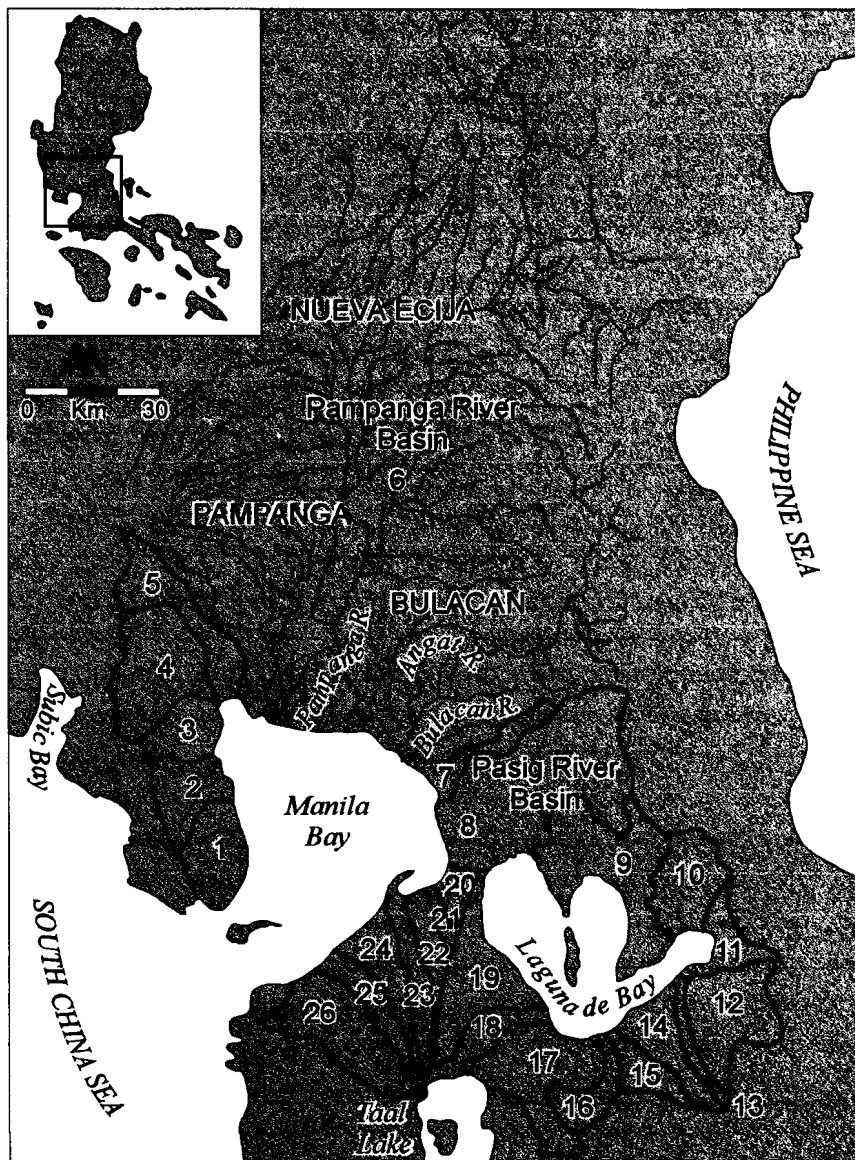 NUEVA ECIJA
0 Km 30
Pampanga River
Basin
6
PAMPANGA
PHILIPPINE SEA
5
BULACAN
4
Pampanga R.
Angat R.
Subic Bay
3
Bulacan R.
7
Pasig River
Basin
2
Manila
Bay
8
1
9
10
20
21
SOUTH CHINA SEA
24
22
11
Laguna de Bay
19
25
23
12
26
18
14
17
15
16
13
Taal
Lake